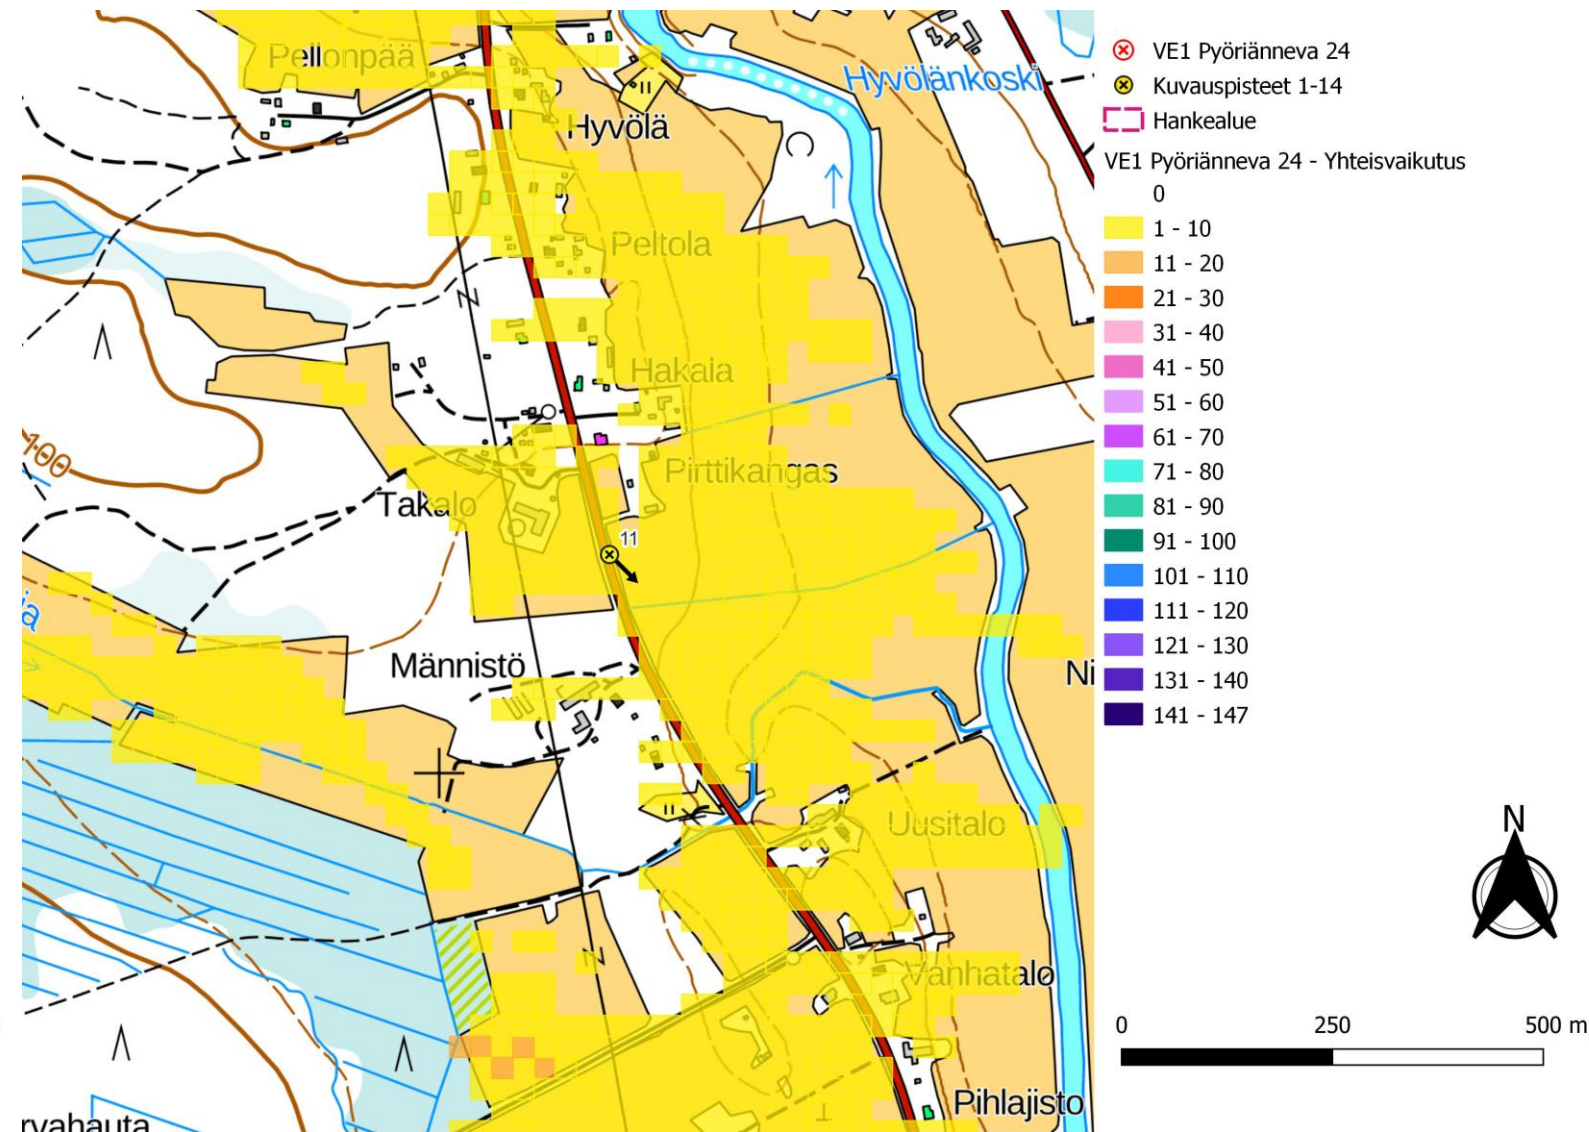 Pellonpää
Hyvölänkoski
Hyvölä
Peltola
Hakala
100
Pirttikangas
Takalo
11
ja
Männistö
Ni
Uusitalo
Vanhatalo
Pihlajisto
rvahauta
VE1 Pyöriänneva 24
Kuvauspisteet 1-14
Hankealue
VE1 Pyöriänneva 24 - Yhteisvaikutus
0
1 - 10
11 - 20
21 - 30
31 - 40
41 - 50
51 - 60
61 - 70
71 - 80
81 - 90
91 - 100
101 - 110
111 - 120
121 - 130
131 - 140
141 - 147
N
0 250 500 m